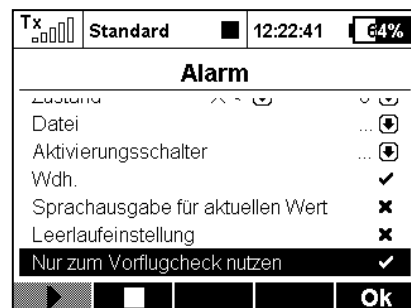 Tx Standard 12:22:41 64%
Alarm
Datei ...
Aktivierungsschalter ...
Wdh.
Sprachausgabe für aktuellen Wert
Leerlaufeinstellung
Nur zum Vorflugcheck nutzen
Ok